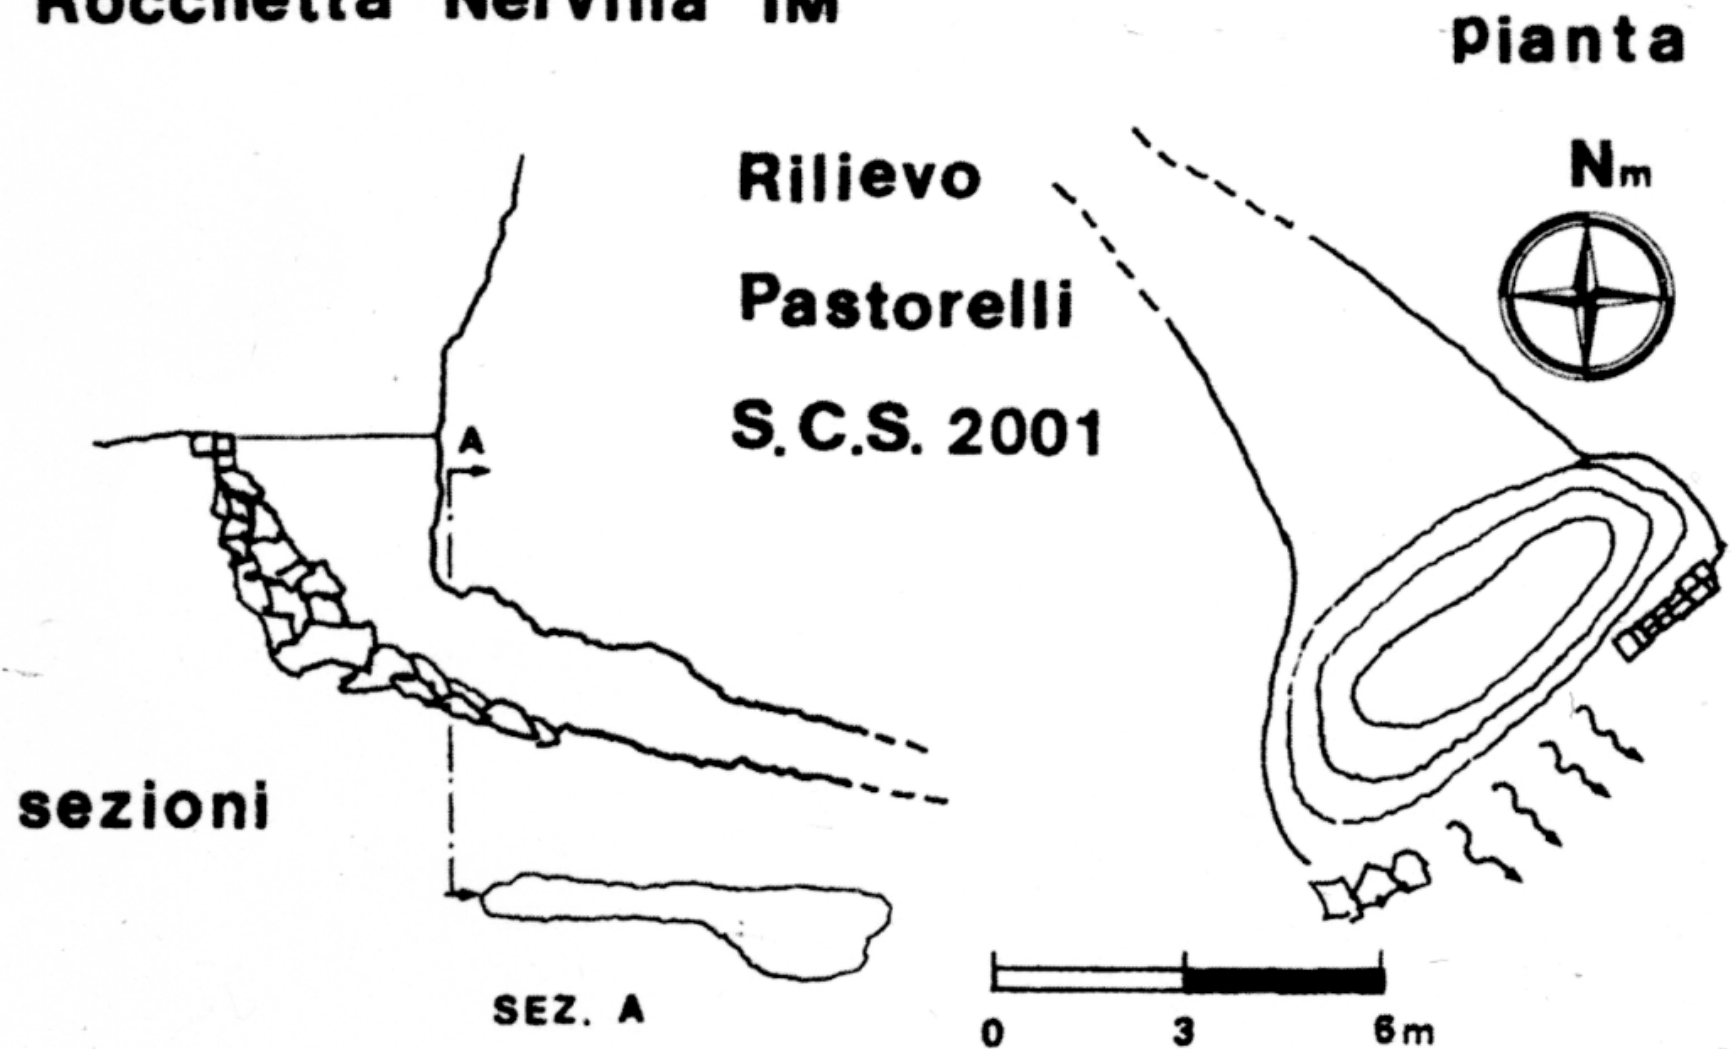 Rocchetta Nervina IM
Pianta
Rilievo
Pastorelli
S.C.S. 2001
Nm
A
sezioni
SEZ. A
0 3 6m